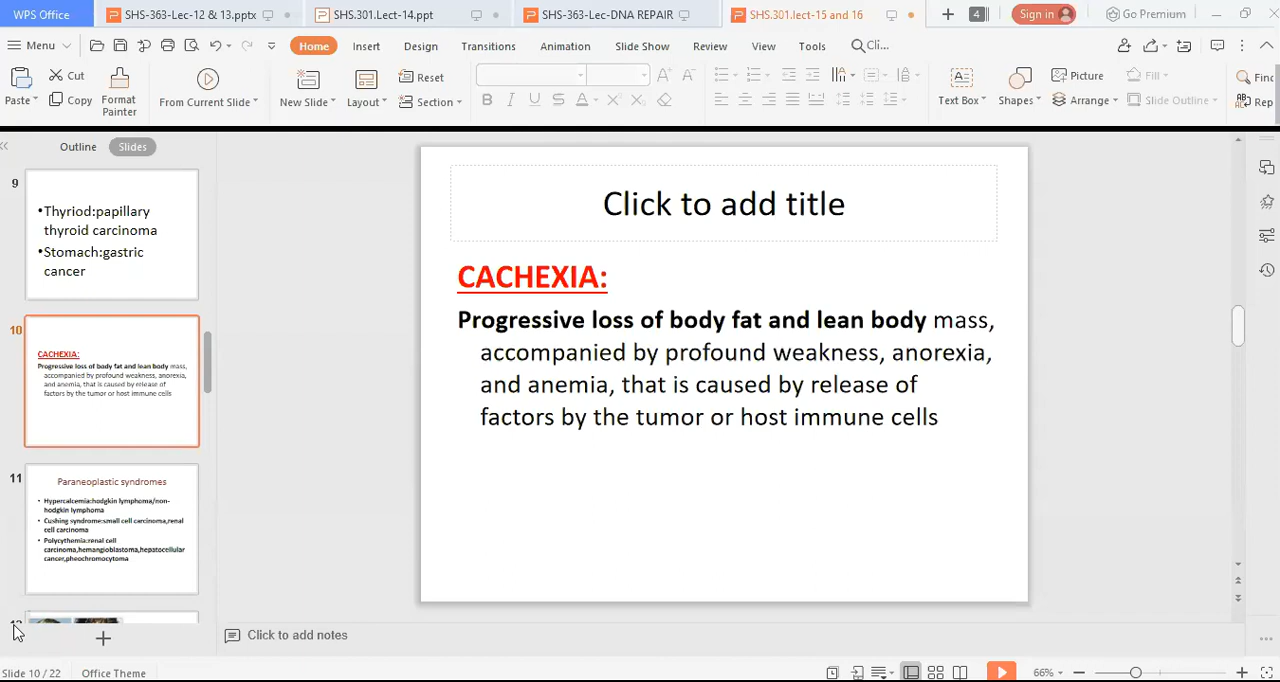 WPS Office SHS-363-Lec-12 & 13.pptx SHS.301.Lect-14.ppt SHS-363-Lec-DNA REPAIR SHS.301.lect-15 and 16 4 Sign in Go Premium
Menu Home Insert Design Transitions Animation Slide Show Review View Tools Cli...
Paste Cut Copy Format Painter From Current Slide New Slide Layout Reset Section B I U S A Text Box Shapes Picture Arrange Fill Slide Outline Find Rep
Outline Slides
9
•Thyriod:papillary
thyroid carcinoma
•Stomach:gastric
cancer
10
CACHEXIA:
Progressive loss of body fat and lean body mass,
accompanied by profound weakness, anorexia,
and anemia, that is caused by release of
factors by the tumor or host immune cells
11
Paraneoplastic syndromes
• Hypercalcemia:hodgkin lymphoma/non-
hodgkin lymphoma
• Cushing syndrome:small cell carcinoma,renal
cell carcinoma
• Polycythemia:renal cell
carcinoma,hemangioblastoma,hepatocellular
cancer,pheochromocytoma
Click to add title
CACHEXIA:
Progressive loss of body fat and lean body mass,
accompanied by profound weakness, anorexia,
and anemia, that is caused by release of
factors by the tumor or host immune cells
Click to add notes
Slide 10 / 22 Office Theme 66%